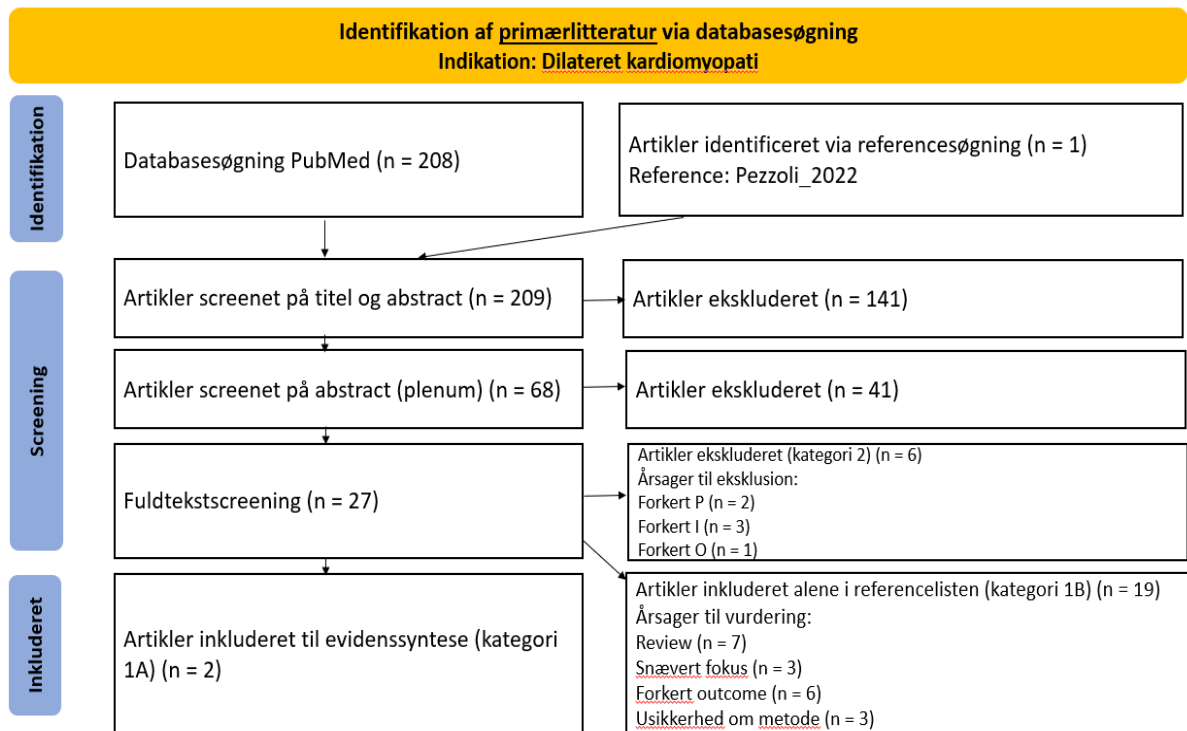 Identifikation af primærlitteratur via databasesøgning
Indikation: Dilateret kardiomyopati
Identifikation
Databasesøgning PubMed (n = 208)
Artikler identificeret via referencesøgning (n = 1)
Reference: Pezzoli_2022
Screening
Artikler screenet på titel og abstract (n = 209)
Artikler ekskluderet (n = 141)
Artikler screenet på abstract (plenum) (n = 68)
Artikler ekskluderet (n = 41)
Fuldtekstscreening (n = 27)
Artikler ekskluderet (kategori 2) (n = 6)
Årsager til eksklusion:
Forkert P (n = 2)
Forkert I (n = 3)
Forkert O (n = 1)
Inkluderet
Artikler inkluderet til evidenssyntese (kategori
1A) (n = 2)
Artikler inkluderet alene i referencelisten (kategori 1B) (n = 19)
Årsager til vurdering:
Review (n = 7)
Snævert fokus (n = 3)
Forkert outcome (n = 6)
Usikkerhed om metode (n = 3)